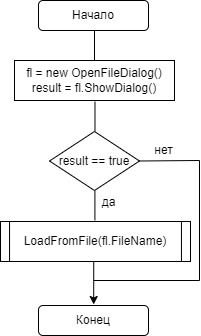 Начало
fl = new OpenFileDialog()
result = fl.ShowDialog()
result == true
нет
да
LoadFromFile(fl.FileName)
Конец